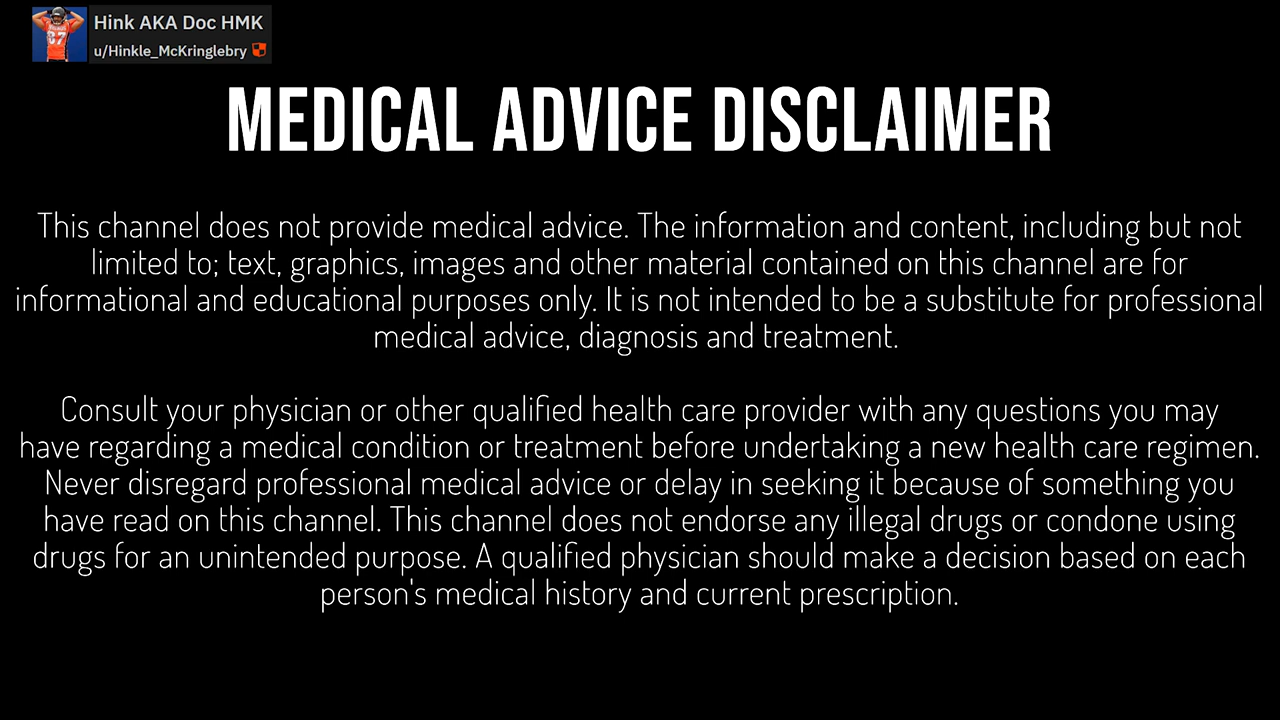 Hink AKA Doc HMK
u/Hinkle_McKringlebry
MEDICAL ADVICE DISCLAIMER
This channel does not provide medical advice. The information and content, including but not
limited to; text, graphics, images and other material contained on this channel are for
informational and educational purposes only. It is not intended to be a substitute for professional
medical advice, diagnosis and treatment.
Consult your physician or other qualified health care provider with any questions you may
have regarding a medical condition or treatment before undertaking a new health care regimen.
Never disregard professional medical advice or delay in seeking it because of something you
have read on this channel. This channel does not endorse any illegal drugs or condone using
drugs for an unintended purpose. A qualified physician should make a decision based on each
person's medical history and current prescription.